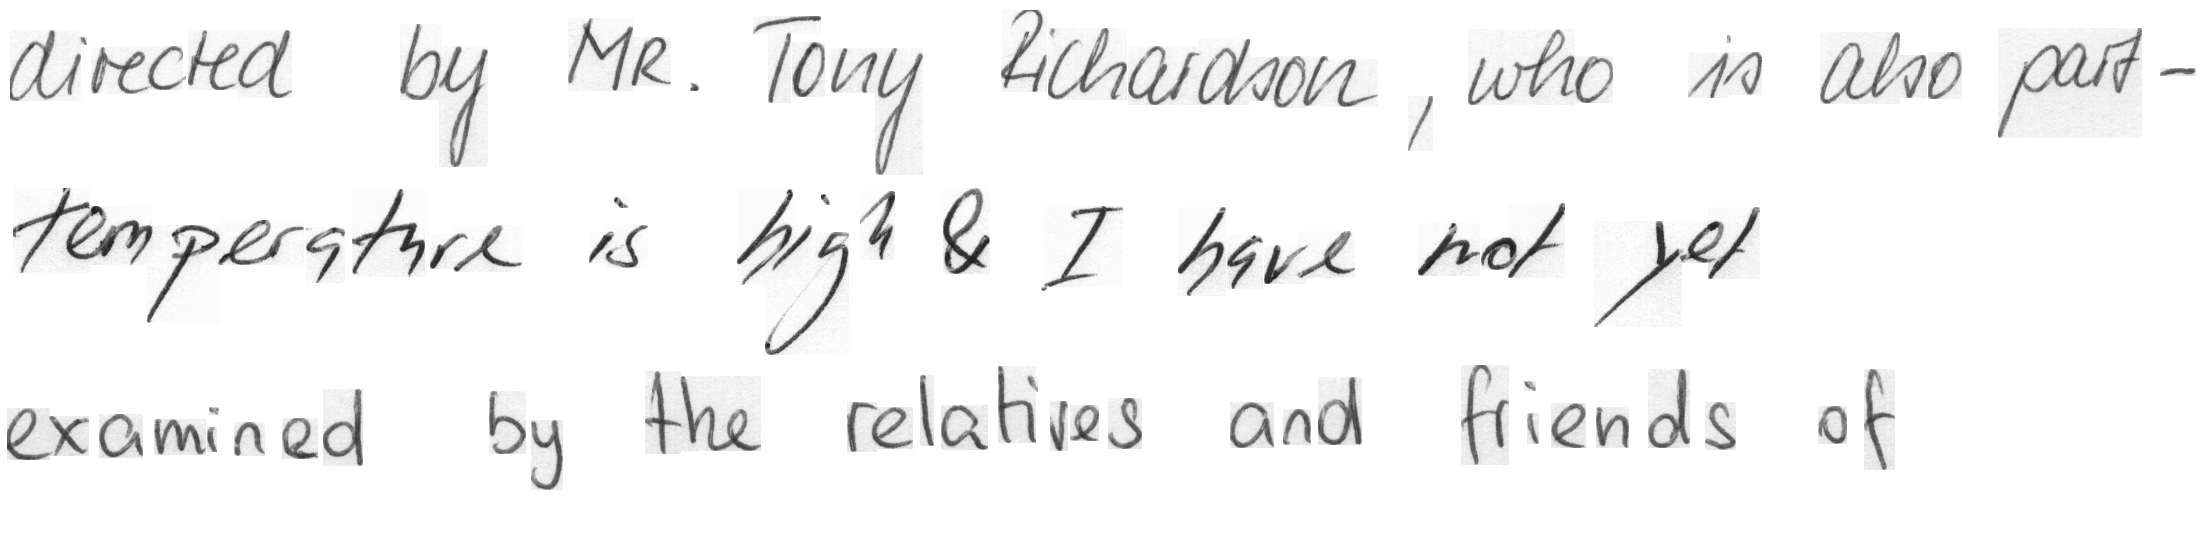 directed by MR. Tony Richardson, who is also part-
temperature is high & I have not yet
examined by the relatives and friends of